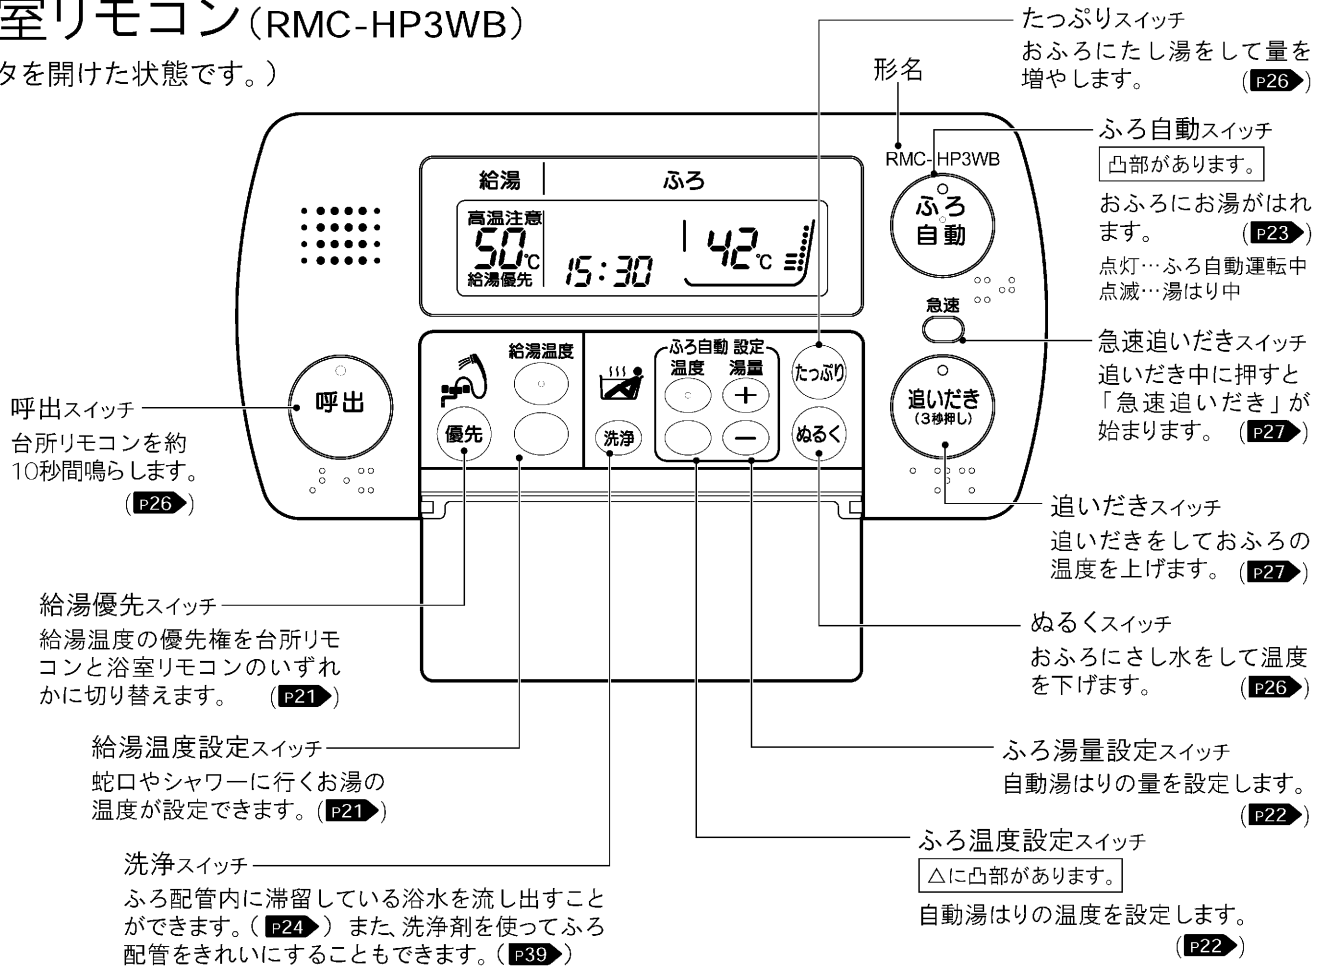 室リモコン(RMC-HP3WB)
タを開けた状態です。)
形名
RMC-HP3WB
たっぷりスイッチ
おふろにたし湯をして量を
増やします。 (P26)
ふろ自動スイッチ
凸部があります。
おふろにお湯がはれ
ます。 (P23)
点灯…ふろ自動運転中
点滅…湯はり中
急速追いだきスイッチ
追いだき中に押すと
「急速追いだき」が
始まります。 (P27)
追いだきスイッチ
追いだきをしておふろの
温度を上げます。 (P27)
ぬるくスイッチ
おふろにさし水をして温度
を下げます。 (P26)
ふろ湯量設定スイッチ
自動湯はりの量を設定します。
(P22)
ふろ温度設定スイッチ
△に凸部があります。
自動湯はりの温度を設定します。
(P22)
給湯 ふろ
高温注意
50℃
給湯優先
15:30
42℃
ふろ
自動
急速
追いだき
(3秒押し)
呼出
給湯温度
優先
洗浄
ふろ自動 設定
温度 湯量
+
−
たっぷり
ぬるく
呼出スイッチ
台所リモコンを約
10秒間鳴らします。
(P26)
給湯優先スイッチ
給湯温度の優先権を台所リモ
コンと浴室リモコンのいずれ
かに切り替えます。 (P21)
給湯温度設定スイッチ
蛇口やシャワーに行くお湯の
温度が設定できます。(P21)
洗浄スイッチ
ふろ配管内に滞留している浴水を流し出すこと
ができます。(P24) また、洗浄剤を使ってふろ
配管をきれいにすることもできます。(P39)